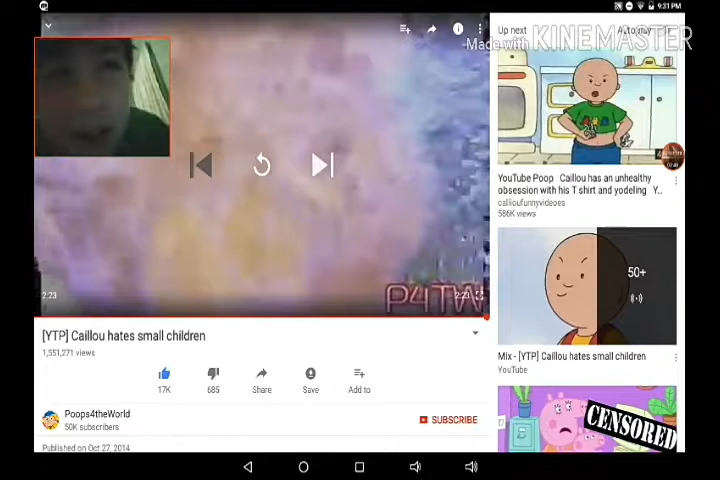 9:31 PM
Up next
Made with KINEMASTER
2:23
2:23
P4TW
[YTP] Caillou hates small children
1,551,271 views
17K
685
Share
Save
Add to
Poops4theWorld
50K subscribers
SUBSCRIBE
Published on Oct 27, 2014
YouTube Poop Caillou has an unhealthy
obsession with his T shirt and yodeling Y...
callioufunnyvideoes
586K views
50+
Mix - [YTP] Caillou hates small children
YouTube
CENSORED